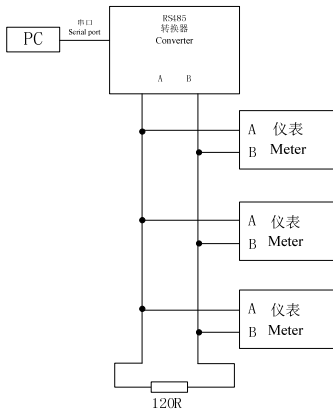 PC
串口
Serial port
RS485
转换器
Converter
A B
A 仪表
B Meter
A 仪表
B Meter
A 仪表
B Meter
120R